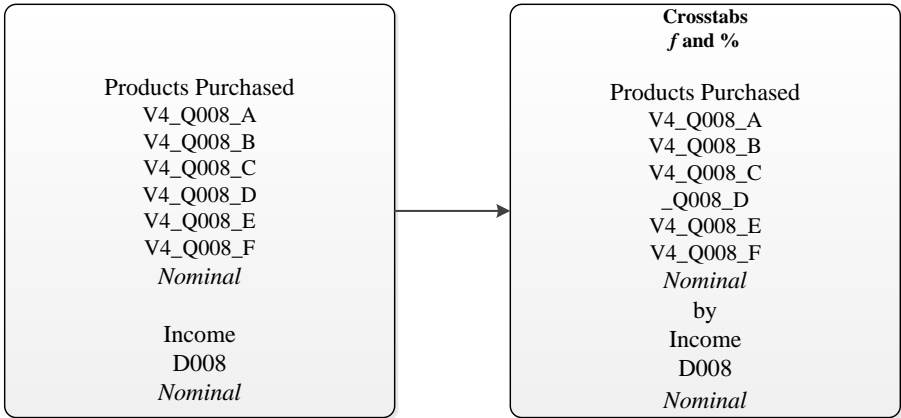 Products Purchased
V4_Q008_A
V4_Q008_B
V4_Q008_C
V4_Q008_D
V4_Q008_E
V4_Q008_F
Nominal
Income
D008
Nominal
Crosstabs
f and %
Products Purchased
V4_Q008_A
V4_Q008_B
V4_Q008_C
_Q008_D
V4_Q008_E
V4_Q008_F
Nominal
by
Income
D008
Nominal